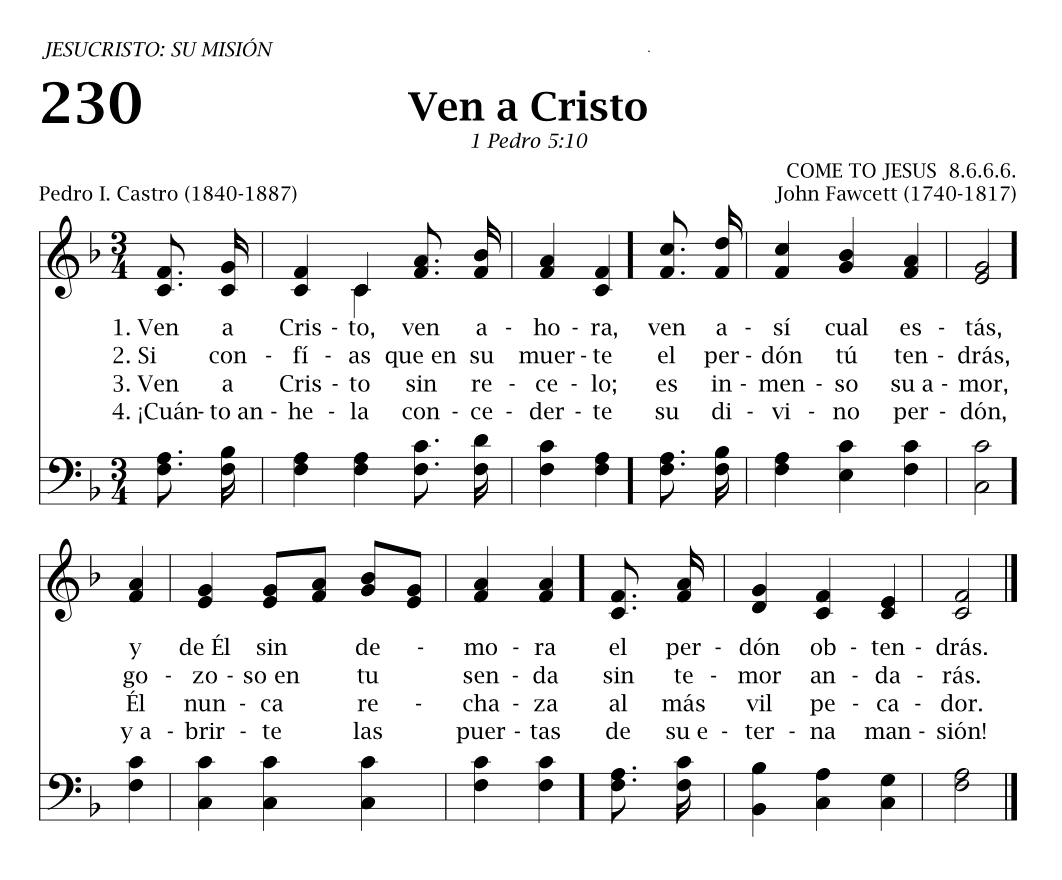 JESUCRISTO: SU MISIÓN
230
Ven a Cristo
1 Pedro 5:10
COME TO JESUS 8.6.6.6.
Pedro I. Castro (1840-1887)
John Fawcett (1740-1817)
3
4
1. Ven a Cris - to, ven a - ho - ra, ven a - sí cual es - tás,
2. Si con - fí - as que en su muer - te el per - dón tú ten - drás,
3. Ven a Cris - to sin re - ce - lo; es in - men - so su a - mor,
4. ¡Cuán - to an - he - la con - ce - der - te su di - vi - no per - dón,
3
4
y de Él sin de - mo - ra el per - dón ob - ten - drás.
go - zo - so en tu sen - da sin te - mor an - da - rás.
Él nun - ca re - cha - za al más vil pe - ca - dor.
y a - brir - te las puer - tas de su e - ter - na man - sión!